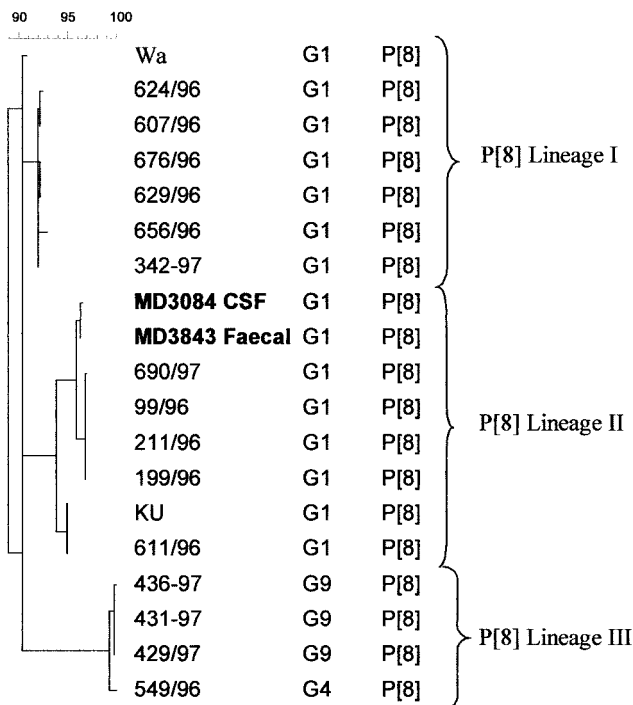 90 95 100
Wa G1 P[8]
624/96 G1 P[8]
607/96 G1 P[8]
676/96 G1 P[8]
P[8] Lineage I
629/96 G1 P[8]
656/96 G1 P[8]
342-97 G1 P[8]
MD3084 CSF G1 P[8]
MD3843 Faecal G1 P[8]
690/97 G1 P[8]
99/96 G1 P[8]
P[8] Lineage II
211/96 G1 P[8]
199/96 G1 P[8]
KU G1 P[8]
611/96 G1 P[8]
436-97 G9 P[8]
431-97 G9 P[8]
P[8] Lineage III
429/97 G9 P[8]
549/96 G4 P[8]